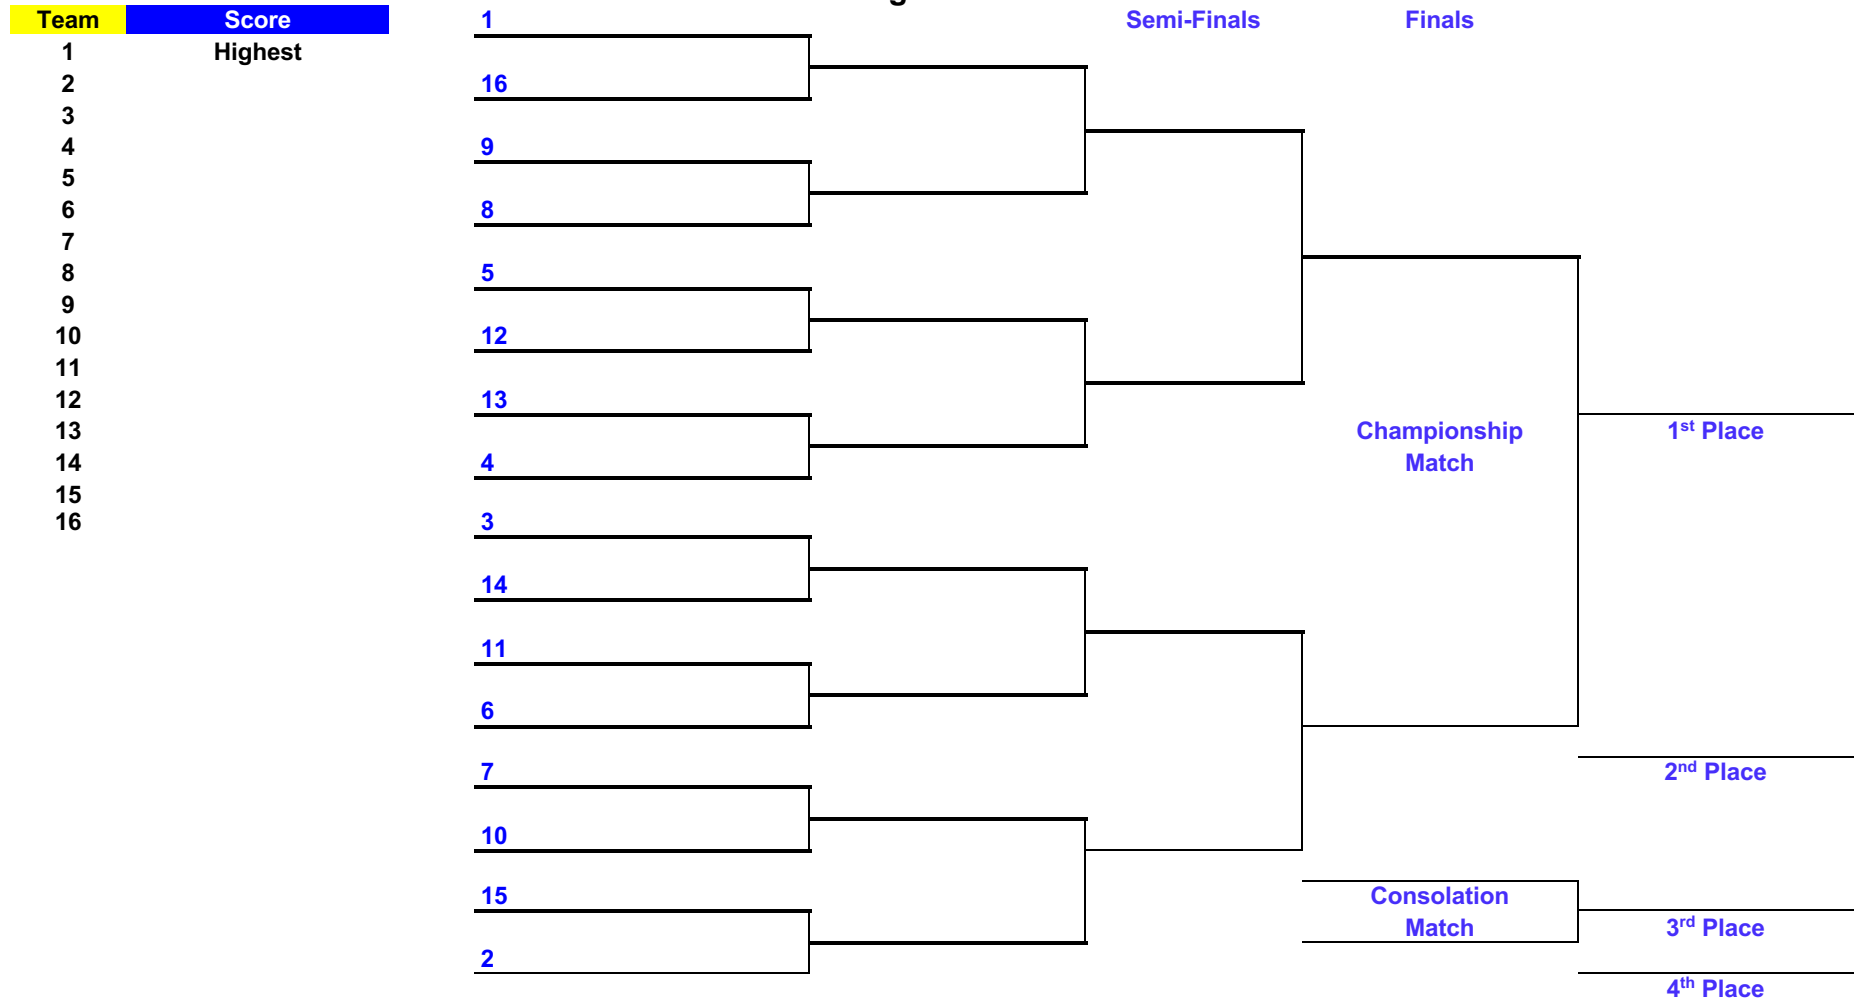 Team Score
1 Highest
2
3
4
5
6
7
8
9
10
11
12
13
14
15
16
1
16
9
8
5
12
13
4
3
14
11
6
7
10
15
2
Semi-Finals
Finals
Championship
Match
1st Place
2nd Place
Consolation
Match
3rd Place
4th Place